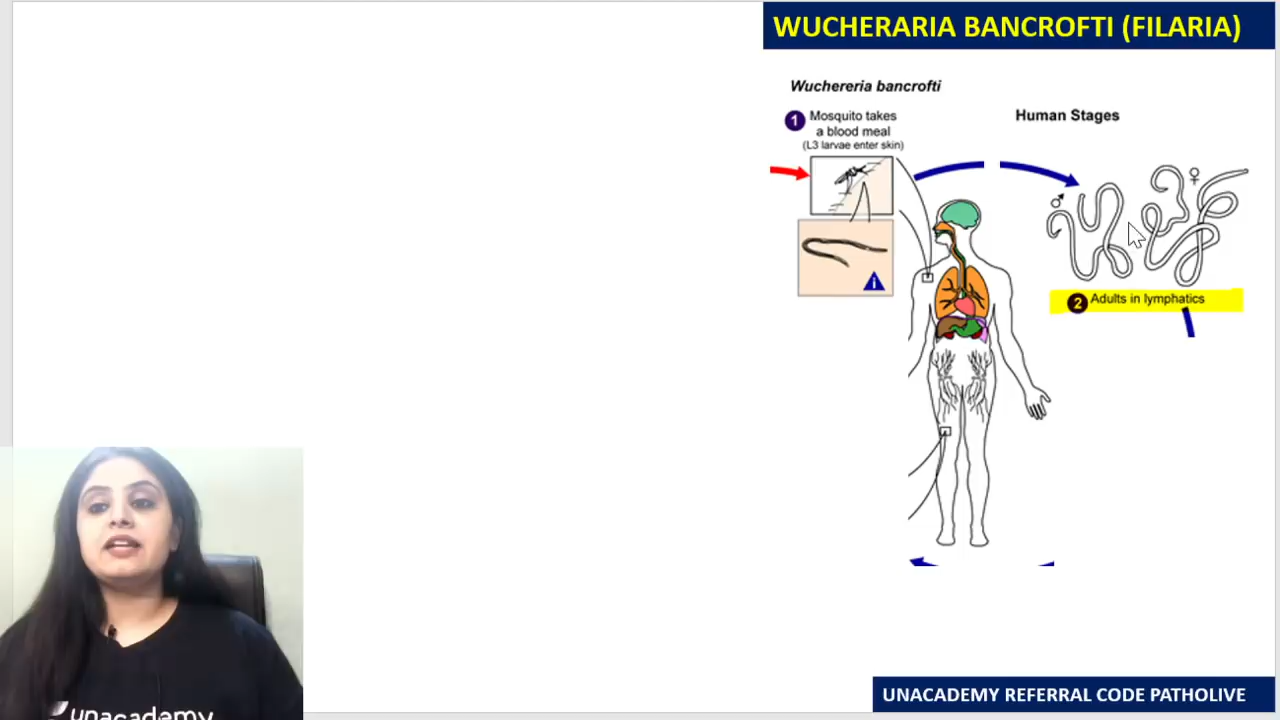 WUCHERARIA BANCROFTI (FILARIA)
Wuchereria bancrofti
1 Mosquito takes
a blood meal
(L3 larvae enter skin)
Human Stages
♂
♀
i
2 Adults in lymphatics
unacademy
UNACADEMY REFERRAL CODE PATHOLIVE